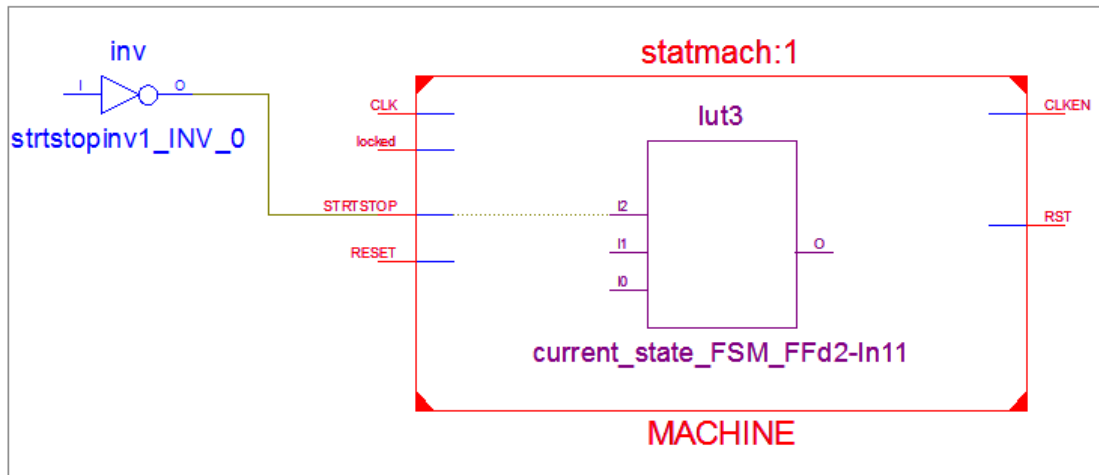 inv
I
O
strtstopinv1_INV_0
statmach:1
CLK
locked
STRTSTOP
RESET
lut3
I2
I1
I0
O
current_state_FSM_FFd2-In11
CLKEN
RST
MACHINE